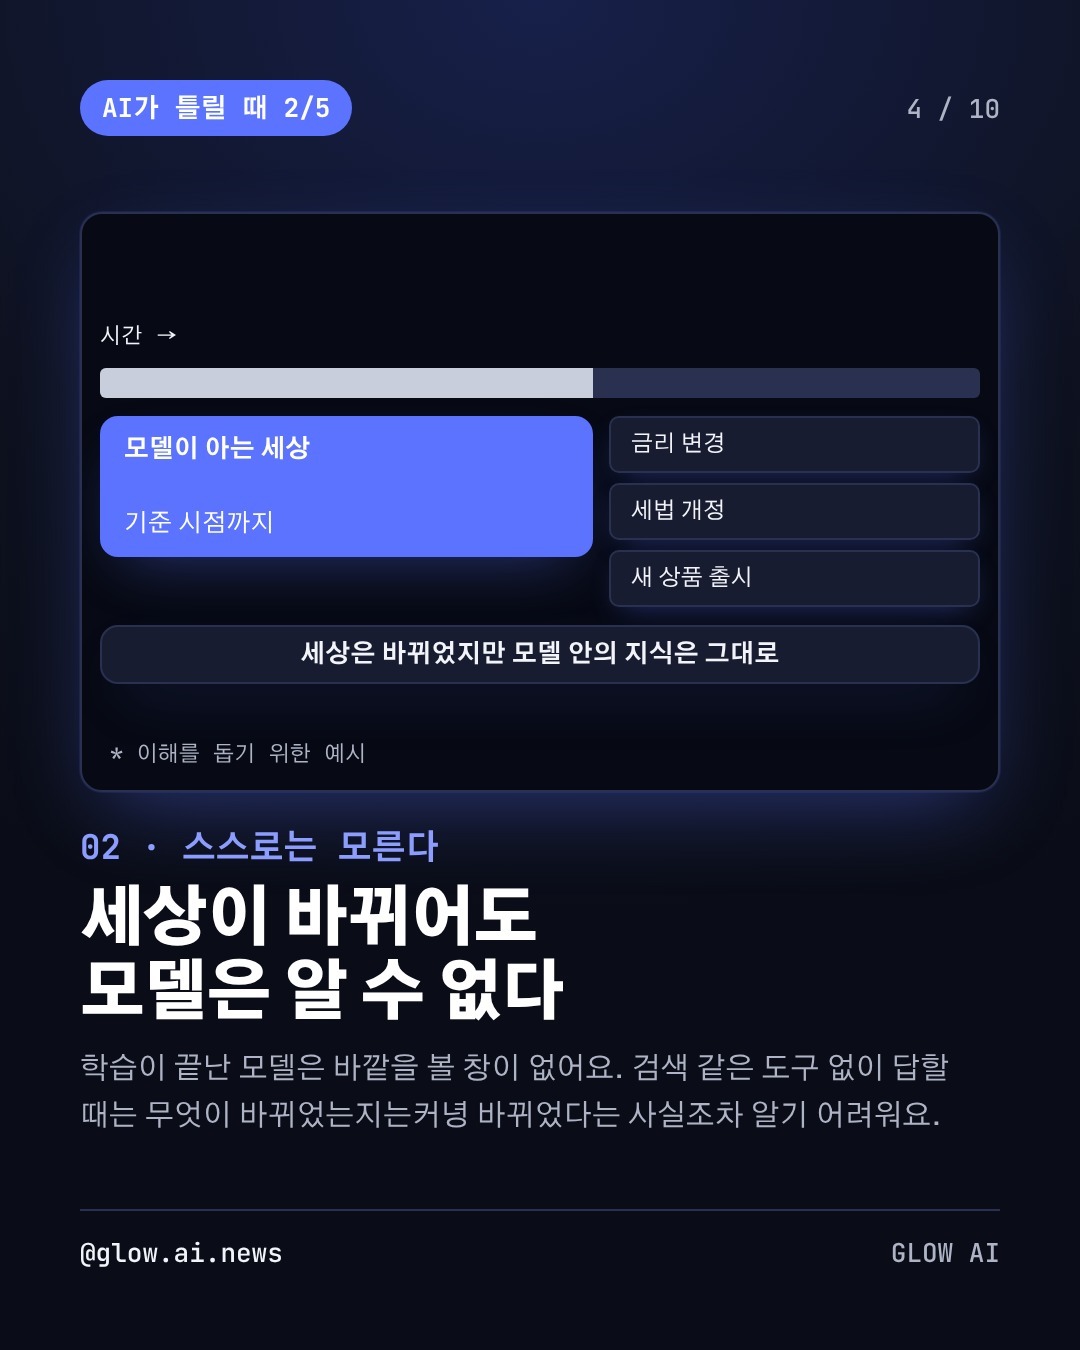 AI가 틀릴 때 2/5
4 / 10
시간 →
모델이 아는 세상
기준 시점까지
금리 변경
세법 개정
새 상품 출시
세상은 바뀌었지만 모델 안의 지식은 그대로
* 이해를 돕기 위한 예시
02 · 스스로는 모른다
세상이 바뀌어도
모델은 알 수 없다
학습이 끝난 모델은 바깥을 볼 창이 없어요. 검색 같은 도구 없이 답할
때는 무엇이 바뀌었는지는커녕 바뀌었다는 사실조차 알기 어려워요.
@glow.ai.news
GLOW AI